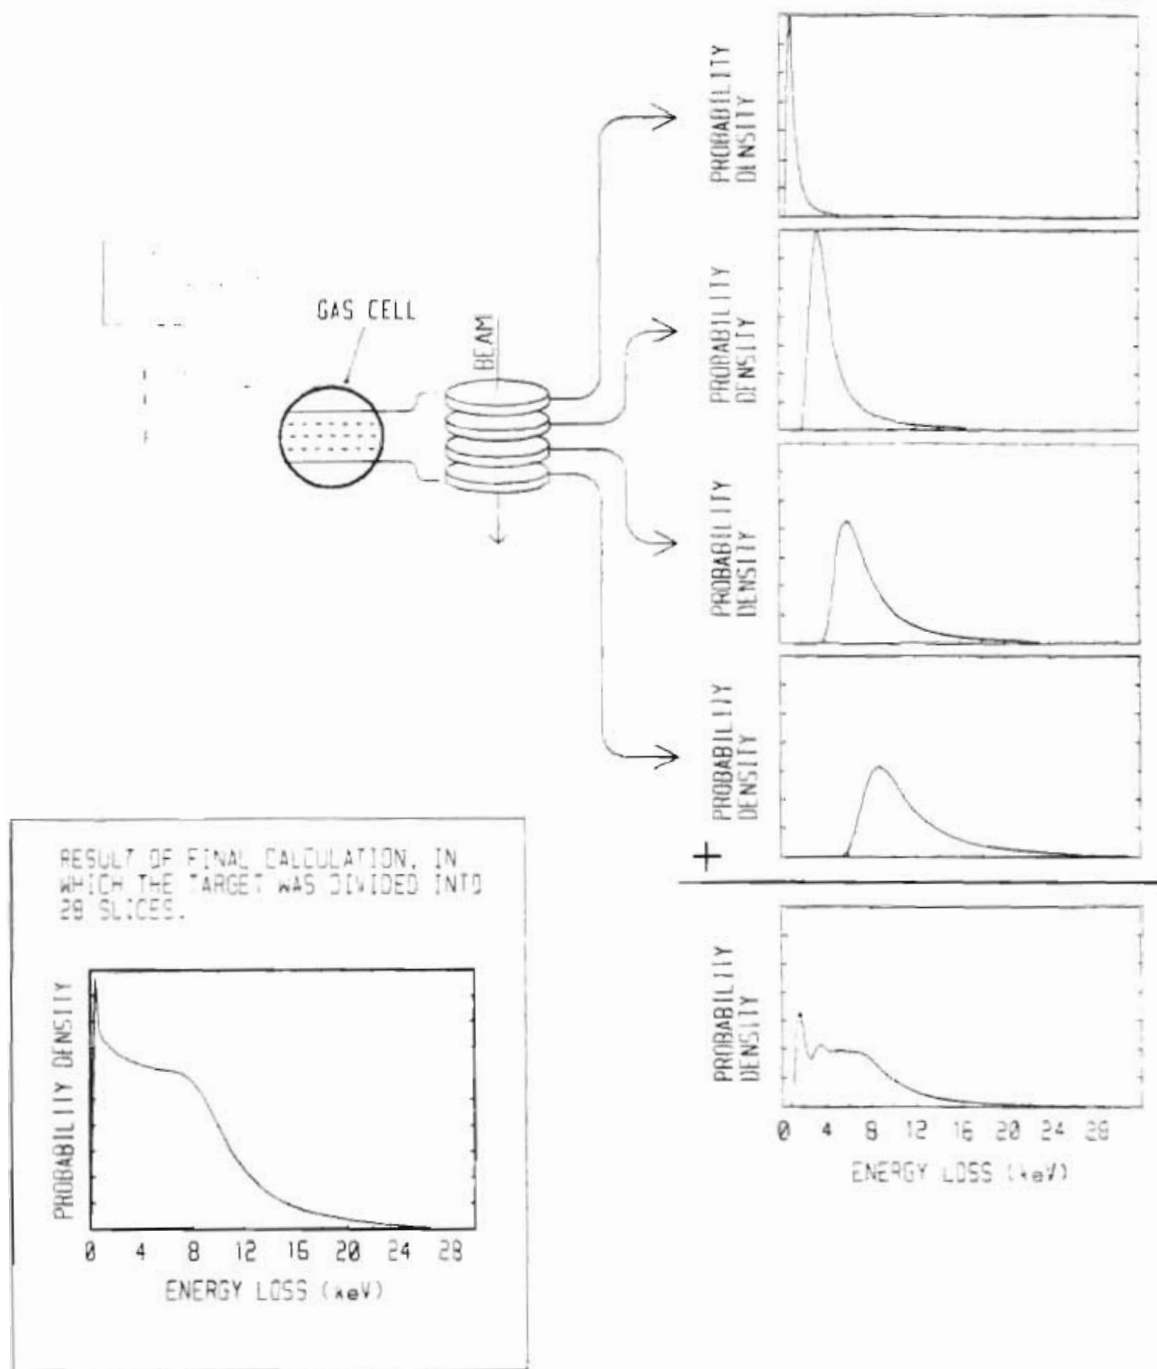 PROBABILITY
DENSITY
PROBABILITY
DENSITY
GAS CELL
BEAM
PROBABILITY
DENSITY
PROBABILITY
DENSITY
+
PROBABILITY
DENSITY
0 4 8 12 16 20 24 28
ENERGY LOSS (keV)
RESULT OF FINAL CALCULATION, IN
WHICH THE TARGET WAS DIVIDED INTO
28 SLICES.
PROBABILITY DENSITY
0 4 8 12 16 20 24 28
ENERGY LOSS (keV)